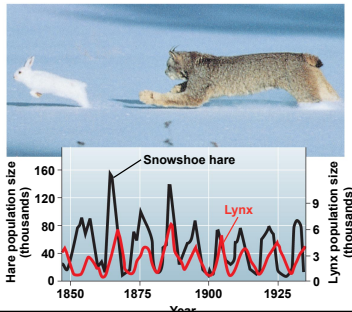 Snowshoe hare
Lynx
Hare population size
(thousands)
160
120
80
40
0
Lynx population size
(thousands)
9
6
3
0
1850
1875
1900
1925
Year